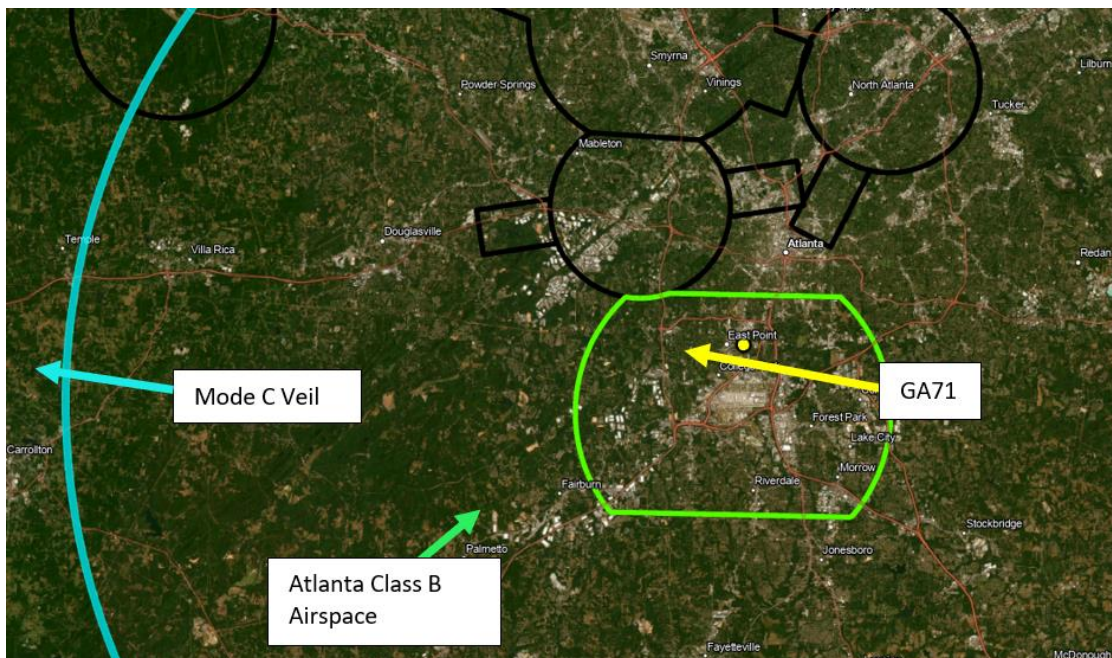 Smyrna
Lilburn
Powder Springs
Vinings
North Atlanta
Tucker
Mableton
Temple
Villa Rica
Douglasville
Atlanta
Redan
East Point
Mode C Veil
GA71
Forest Park
Lake City
Carrollton
Morrow
Fairburn
Riverdale
Stockbridge
Palmetto
Jonesboro
Atlanta Class B
Airspace
Fayetteville
McDonough